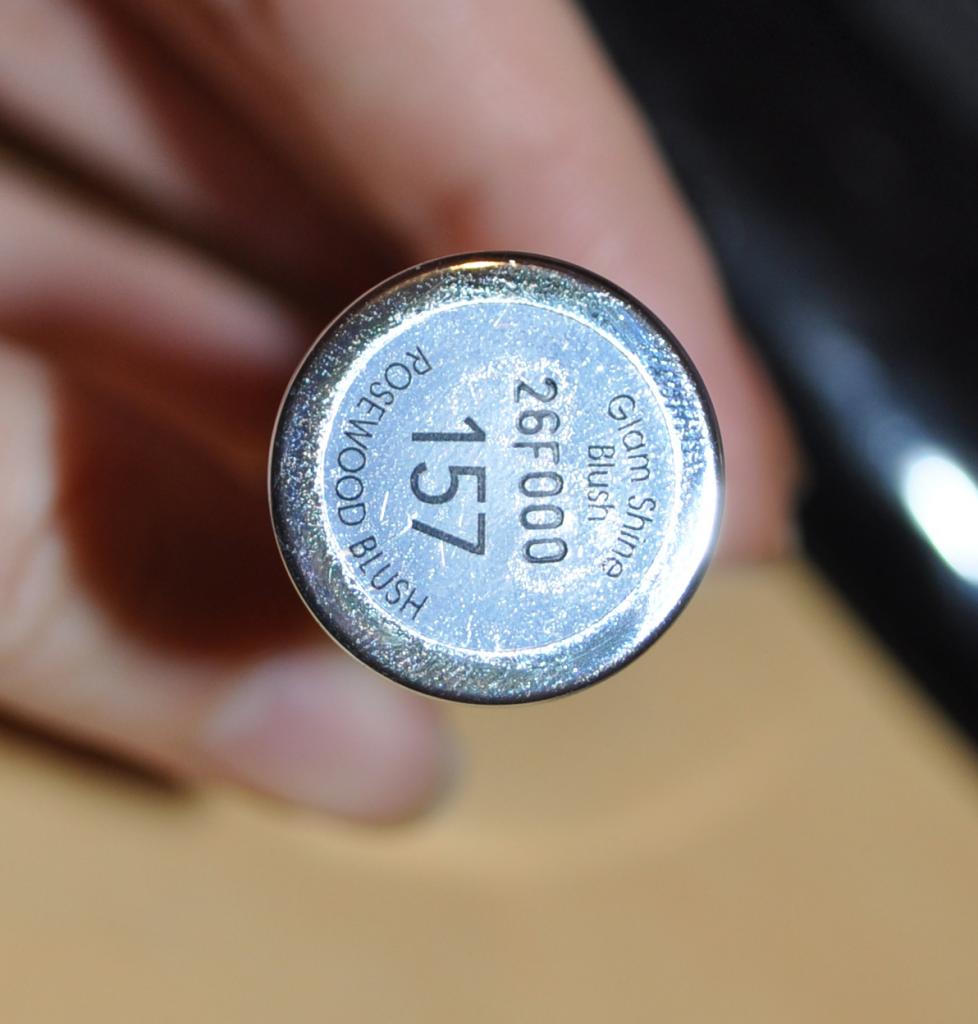 Glam Shine
Blush
26F000
157
ROSEWOOD BLUSH